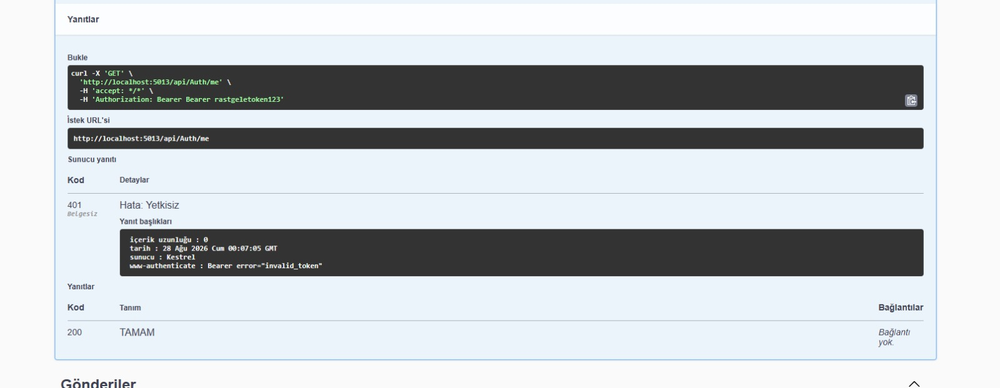 Yanıtlar
Bukle
curl -X 'GET' \
'http://localhost:5013/api/Auth/me' \
-H 'accept: */*' \
-H 'Authorization: Bearer Bearer rastgeletoken123'
İstek URL'si
http://localhost:5013/api/Auth/me
Sunucu yanıtı
Kod Detaylar
401 Hata: Yetkisiz
Belgesiz
Yanıt başlıkları
içerik uzunluğu : 0
tarih : 28 Ağu 2026 Cum 00:07:05 GMT
sunucu : Kestrel
www-authenticate : Bearer error="invalid_token"
Yanıtlar
Kod Tanım Bağlantılar
200 TAMAM Bağlantı
yok.
Gönderiler